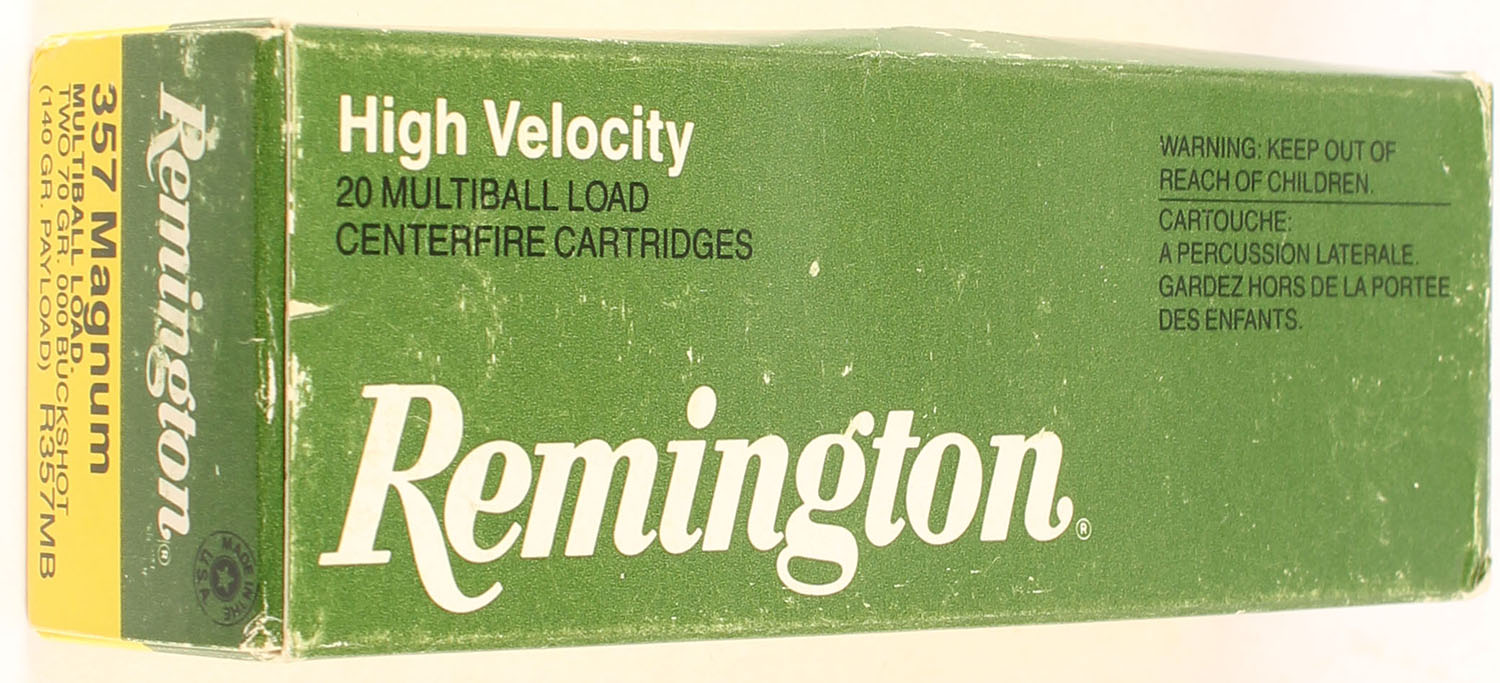 High Velocity
20 MULTIBALL LOAD
CENTERFIRE CARTRIDGES
Remington®
WARNING: KEEP OUT OF
REACH OF CHILDREN.
CARTOUCHE:
A PERCUSSION LATERALE.
GARDEZ HORS DE LA PORTEE
DES ENFANTS.
Remington®
MADE IN THE U.S.A.
357 Magnum
MULTIBALL LOAD.
TWO 70 GR. 000 BUCKSHOT
(140 GR. PAYLOAD) R357MB